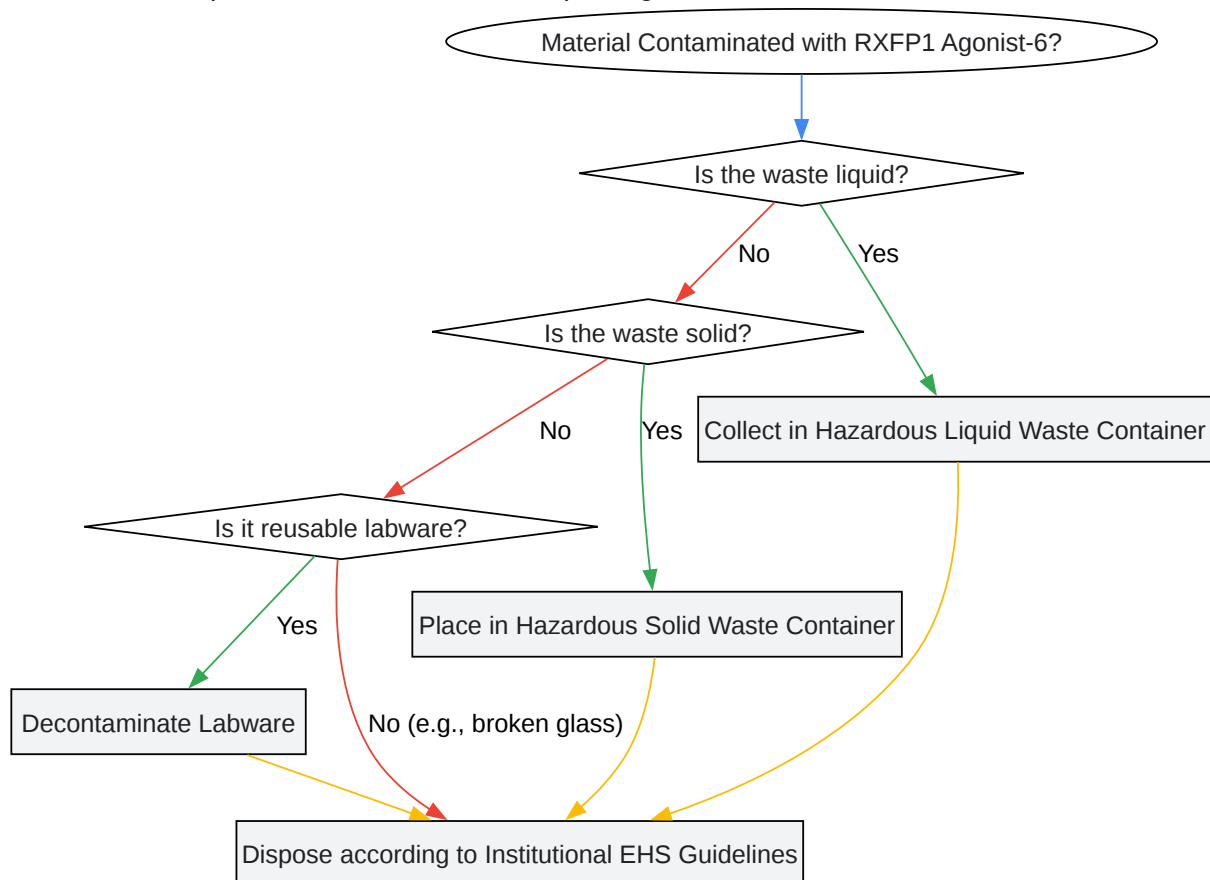 Material Contaminated with RXFP1 Agonist-6?
Is the waste liquid?
No
Yes
Is the waste solid?
No
Yes
Collect in Hazardous Liquid Waste Container
Is it reusable labware?
Yes
Place in Hazardous Solid Waste Container
Decontaminate Labware
No (e.g., broken glass)
Dispose according to Institutional EHS Guidelines